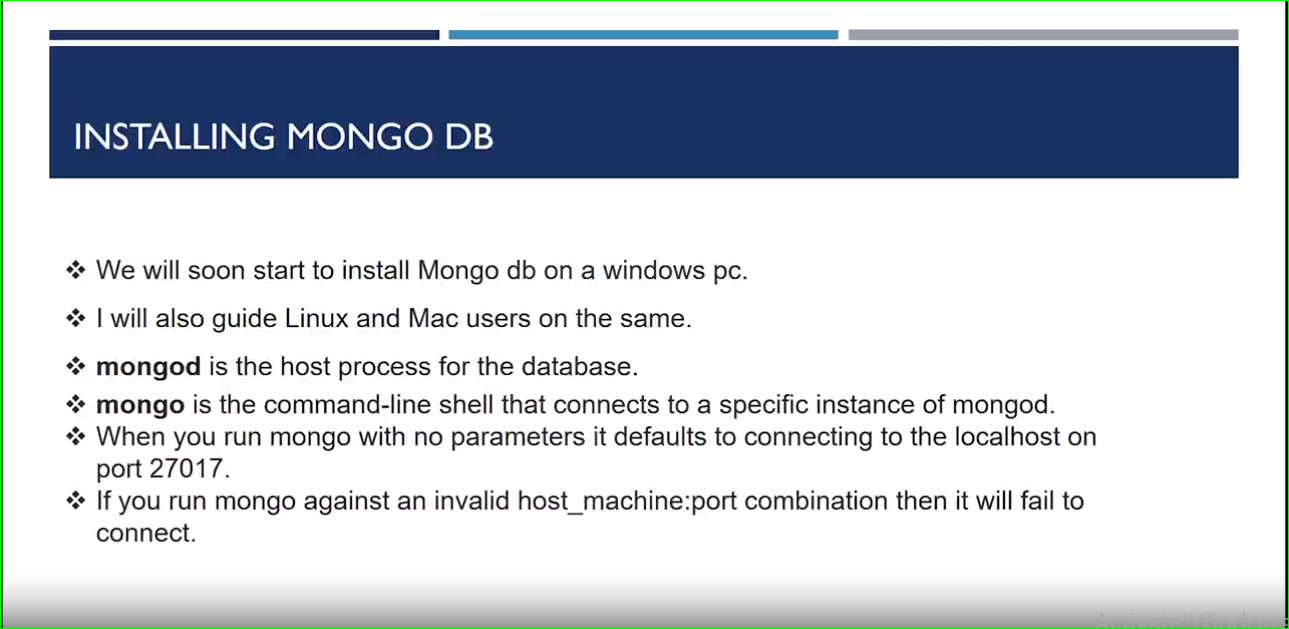 INSTALLING MONGO DB
❖ We will soon start to install Mongo db on a windows pc.
❖ I will also guide Linux and Mac users on the same.
❖ mongod is the host process for the database.
❖ mongo is the command-line shell that connects to a specific instance of mongod.
❖ When you run mongo with no parameters it defaults to connecting to the localhost on
port 27017.
❖ If you run mongo against an invalid host_machine:port combination then it will fail to
connect.